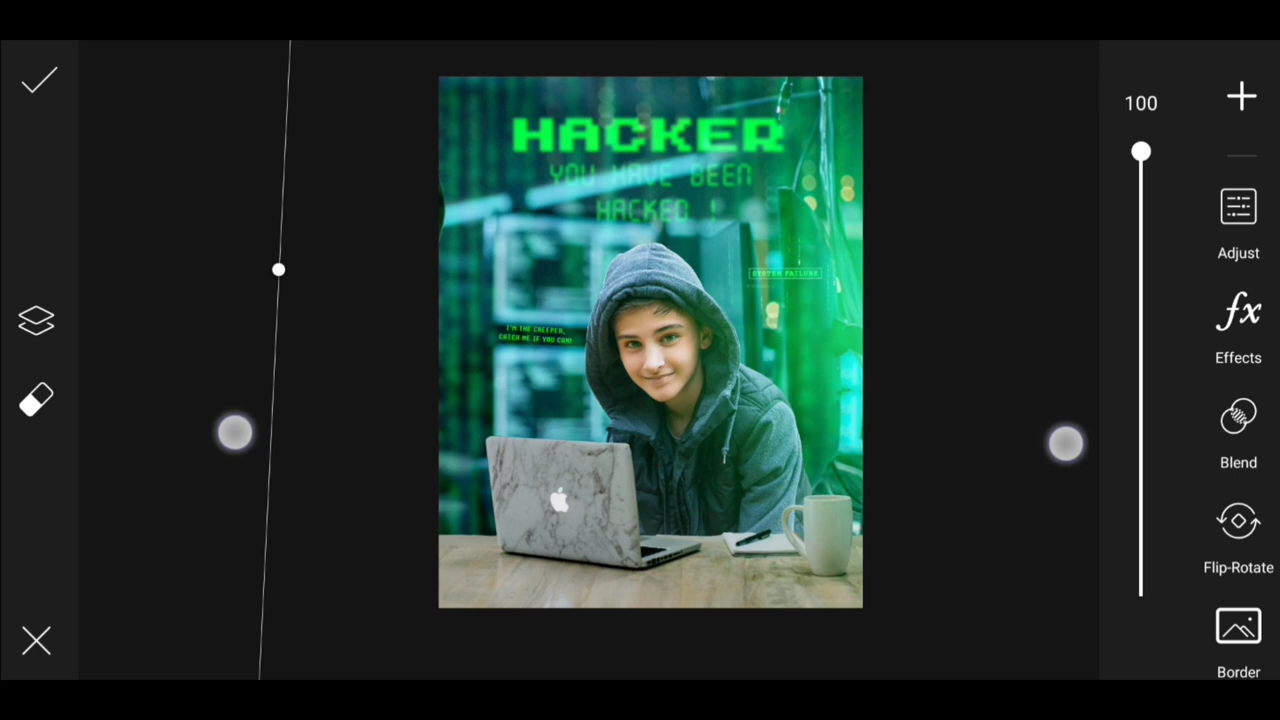 100
Adjust
fx
Effects
Blend
Flip-Rotate
Border
HACKER
YOU HAVE BEEN
HACKED !
SYSTEM FAILURE
I'M THE CREEPER,
CATCH ME IF YOU CAN!